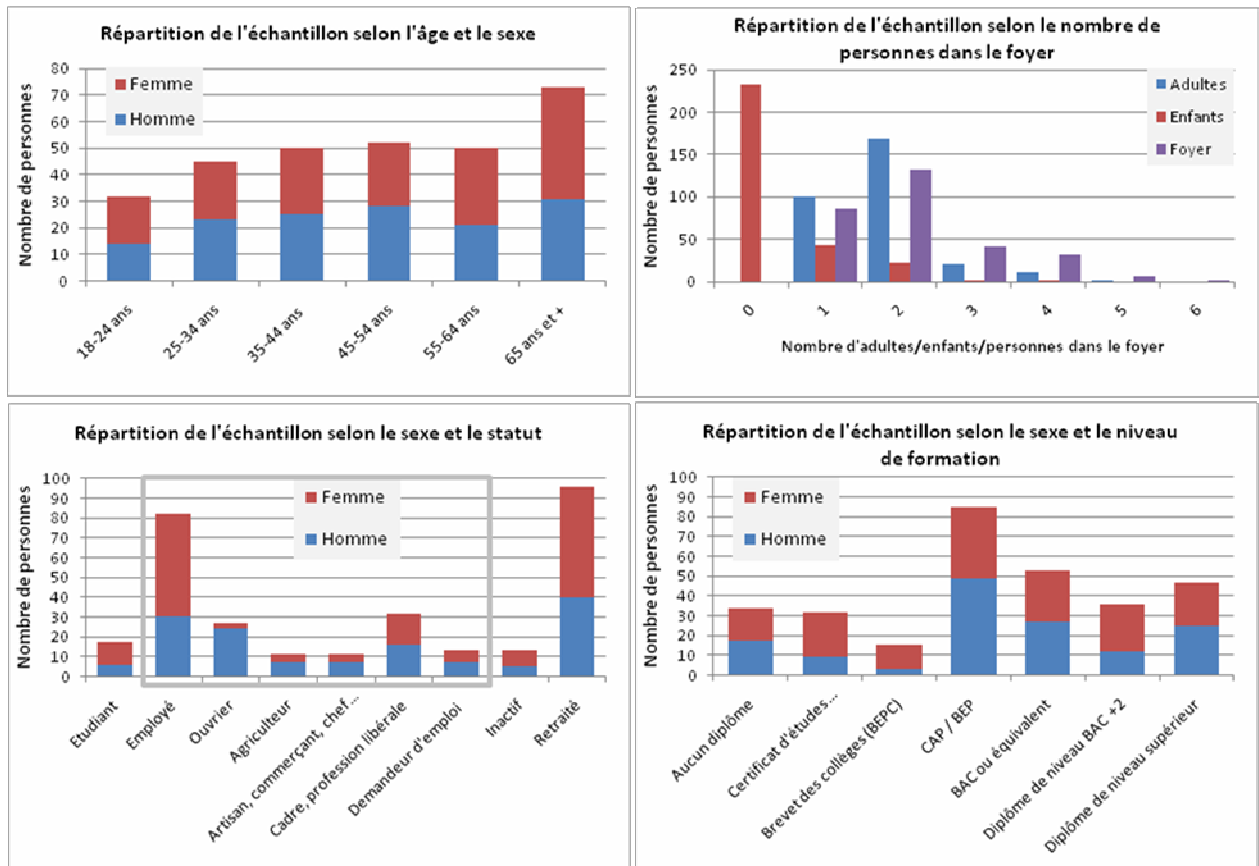 Répartition de l'échantillon selon l'âge et le sexe
Nombre de personnes
80
70
60
50
40
30
20
10
0
Femme
Homme
18-24 ans
25-34 ans
35-44 ans
45-54 ans
55-64 ans
65 ans et +
Répartition de l'échantillon selon le nombre de
personnes dans le foyer
Nombre de personnes
250
200
150
100
50
0
Adultes
Enfants
Foyer
0
1
2
3
4
5
6
Nombre d'adultes/enfants/personnes dans le foyer
Répartition de l'échantillon selon le sexe et le statut
Nombre de personnes
100
90
80
70
60
50
40
30
20
10
0
Femme
Homme
Etudiant
Employé
Ouvrier
Agriculteur
Artisan, commerçant, chef...
Cadre, profession libérale
Demandeur d'emploi
Inactif
Retraité
Répartition de l'échantillon selon le sexe et le niveau
de formation
Nombre de personnes
100
90
80
70
60
50
40
30
20
10
0
Femme
Homme
Aucun diplôme
Certificat d'études...
Brevet des collèges (BEPC)
CAP / BEP
BAC ou équivalent
Diplôme de niveau BAC +2
Diplôme de niveau supérieur